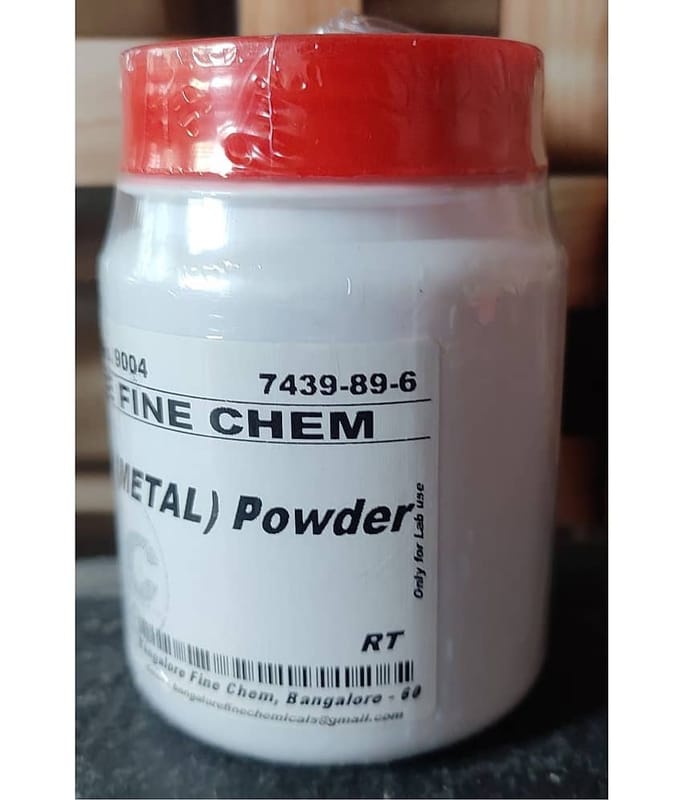 9004
7439-89-6
FINE CHEM
(METAL) Powder
Only for Lab use
C
RT
Bangalore Fine Chem, Bangalore - 60
bangalorefinechemicals@gmail.com